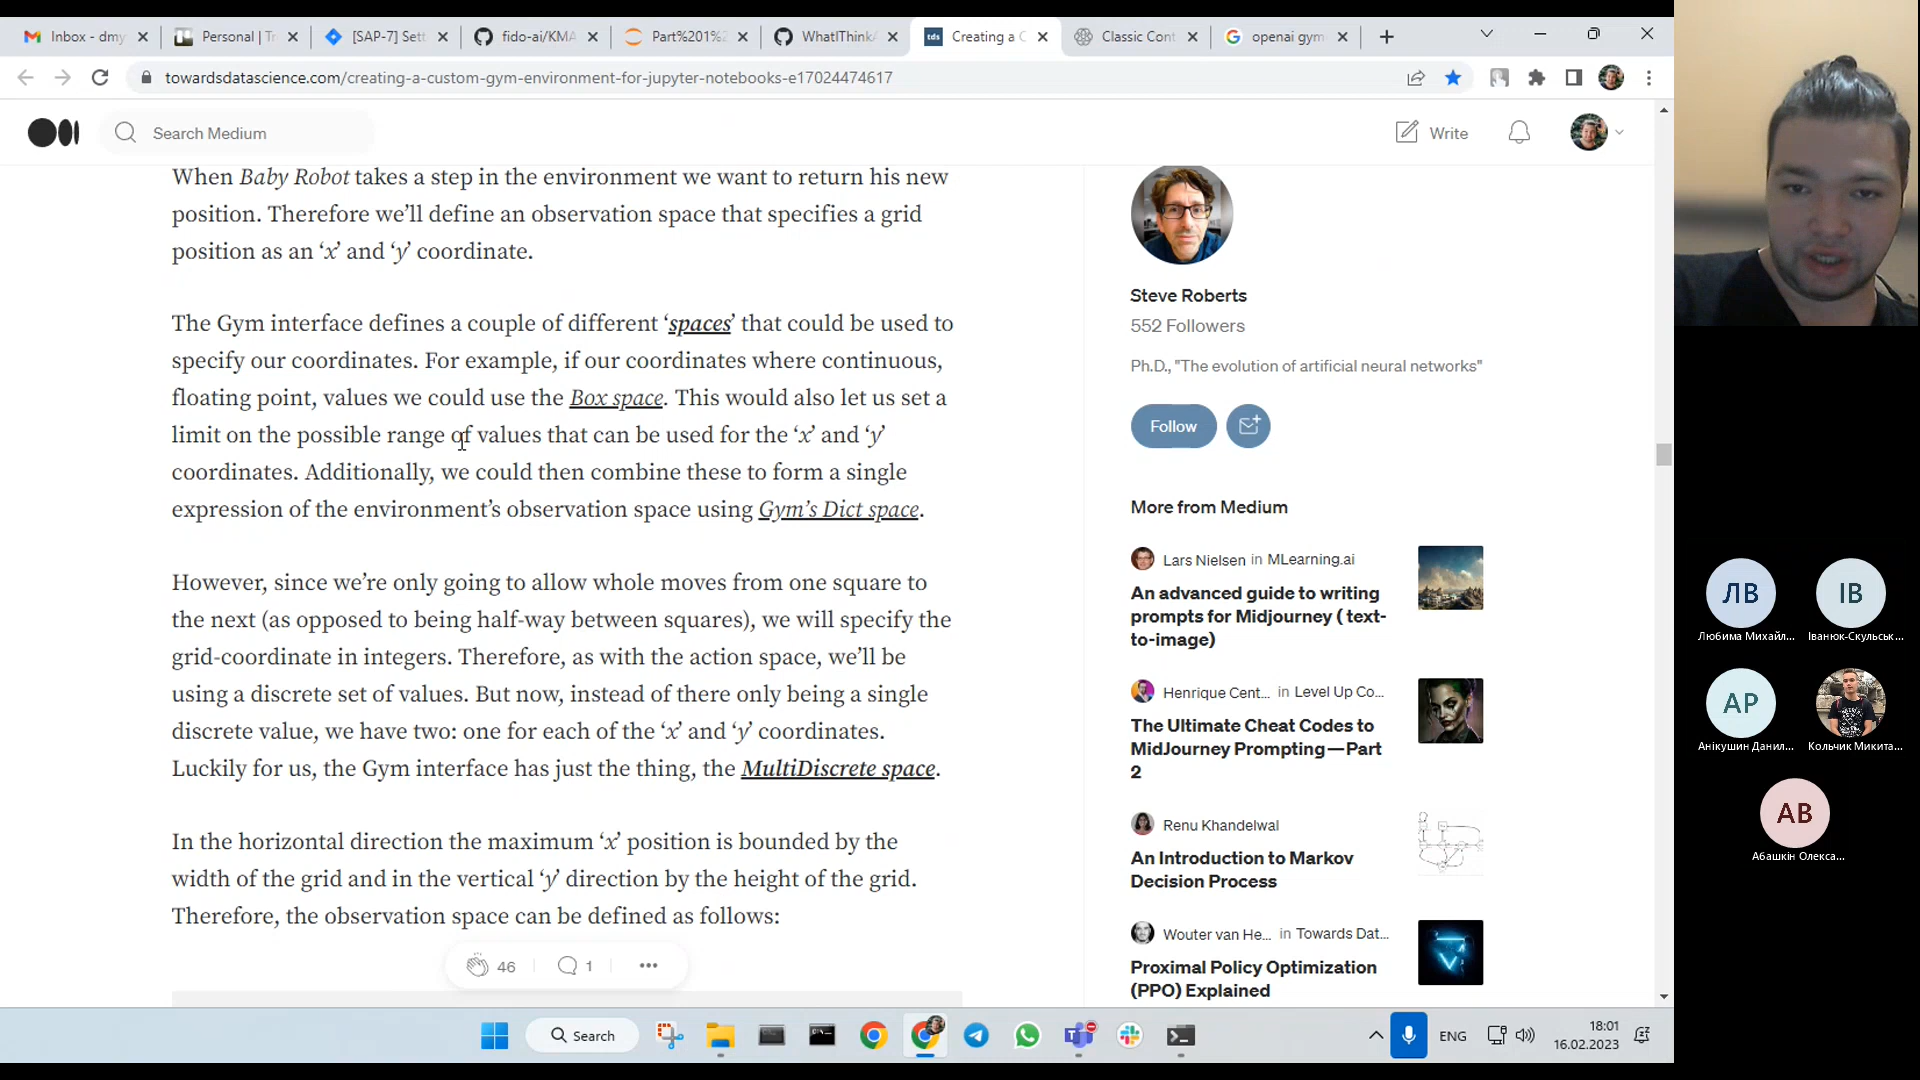 Inbox - dmy
Personal | Tr
[SAP-7] Sett
fido-ai/KMA
Part%201%2
WhatIThink
Creating a C
Classic Cont
openai gym
towardsdatascience.com/creating-a-custom-gym-environment-for-jupyter-notebooks-e17024474617
Search Medium
Write
When Baby Robot takes a step in the environment we want to return his new
position. Therefore we’ll define an observation space that specifies a grid
position as an ‘x’ and ‘y’ coordinate.
The Gym interface defines a couple of different ‘spaces’ that could be used to
specify our coordinates. For example, if our coordinates where continuous,
floating point, values we could use the Box space. This would also let us set a
limit on the possible range of values that can be used for the ‘x’ and ‘y’
coordinates. Additionally, we could then combine these to form a single
expression of the environment’s observation space using Gym’s Dict space.
However, since we’re only going to allow whole moves from one square to
the next (as opposed to being half-way between squares), we will specify the
grid-coordinate in integers. Therefore, as with the action space, we’ll be
using a discrete set of values. But now, instead of there only being a single
discrete value, we have two: one for each of the ‘x’ and ‘y’ coordinates.
Luckily for us, the Gym interface has just the thing, the MultiDiscrete space.
In the horizontal direction the maximum ‘x’ position is bounded by the
width of the grid and in the vertical ‘y’ direction by the height of the grid.
Therefore, the observation space can be defined as follows:
46
1
Steve Roberts
552 Followers
Ph.D., "The evolution of artificial neural networks"
Follow
More from Medium
Lars Nielsen in MLearning.ai
An advanced guide to writing
prompts for Midjourney ( text-
to-image)
Henrique Cent... in Level Up Co...
The Ultimate Cheat Codes to
MidJourney Prompting—Part
2
Renu Khandelwal
An Introduction to Markov
Decision Process
Wouter van He... in Towards Dat...
Proximal Policy Optimization
(PPO) Explained
ЛВ
Любима Михайл...
ІВ
Іванюк-Скульськ...
АР
Анікушин Данил...
Кольчик Микита...
АВ
Абашкін Олекса...
Search
ENG
18:01
16.02.2023